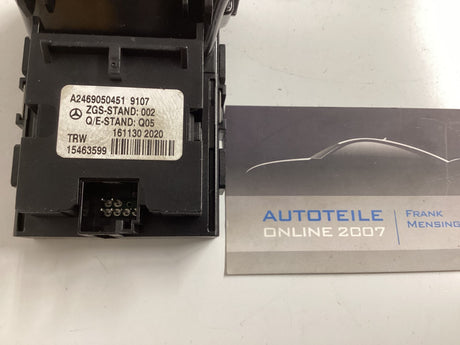 A2469050451 9107
ZGS-STAND: 002
Q/E-STAND: Q05
161130 2020
TRW
15463599
AUTOTEILE
ONLINE 2007
FRANK
MENSING